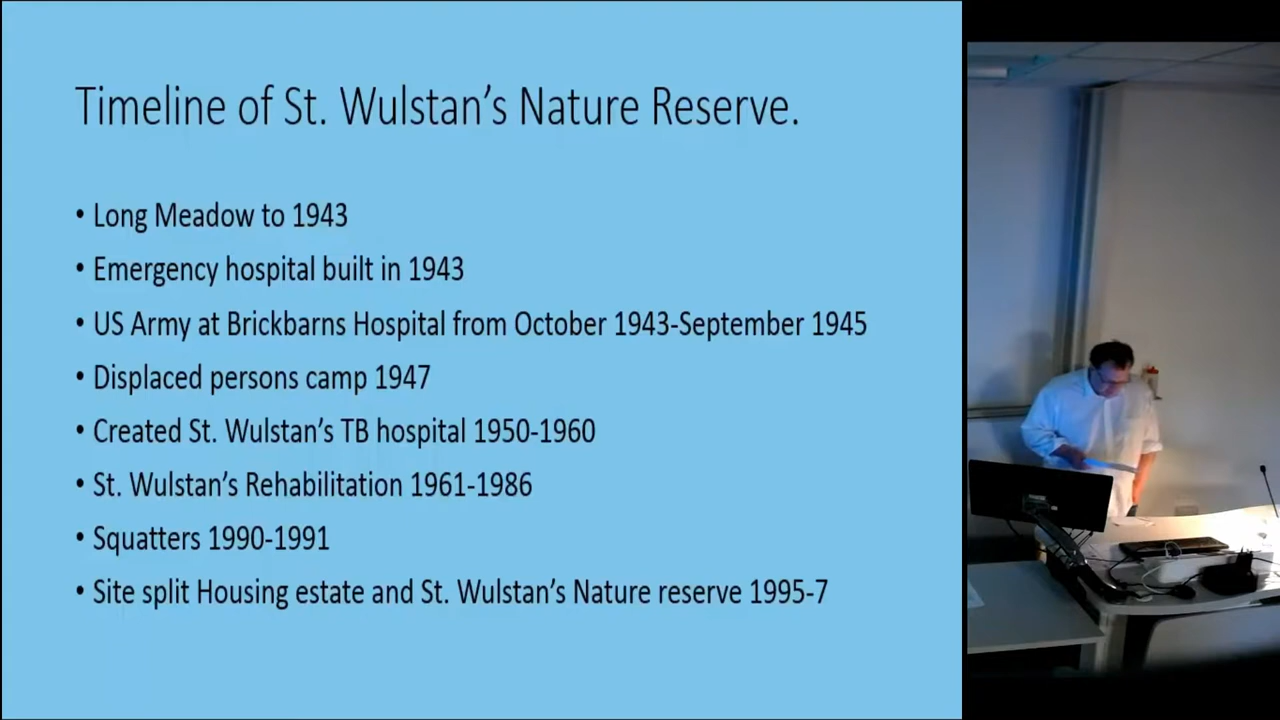 Timeline of St. Wulstan's Nature Reserve.
• Long Meadow to 1943
• Emergency hospital built in 1943
• US Army at Brickbarns Hospital from October 1943-September 1945
• Displaced persons camp 1947
• Created St. Wulstan's TB hospital 1950-1960
• St. Wulstan's Rehabilitation 1961-1986
• Squatters 1990-1991
• Site split Housing estate and St. Wulstan's Nature reserve 1995-7